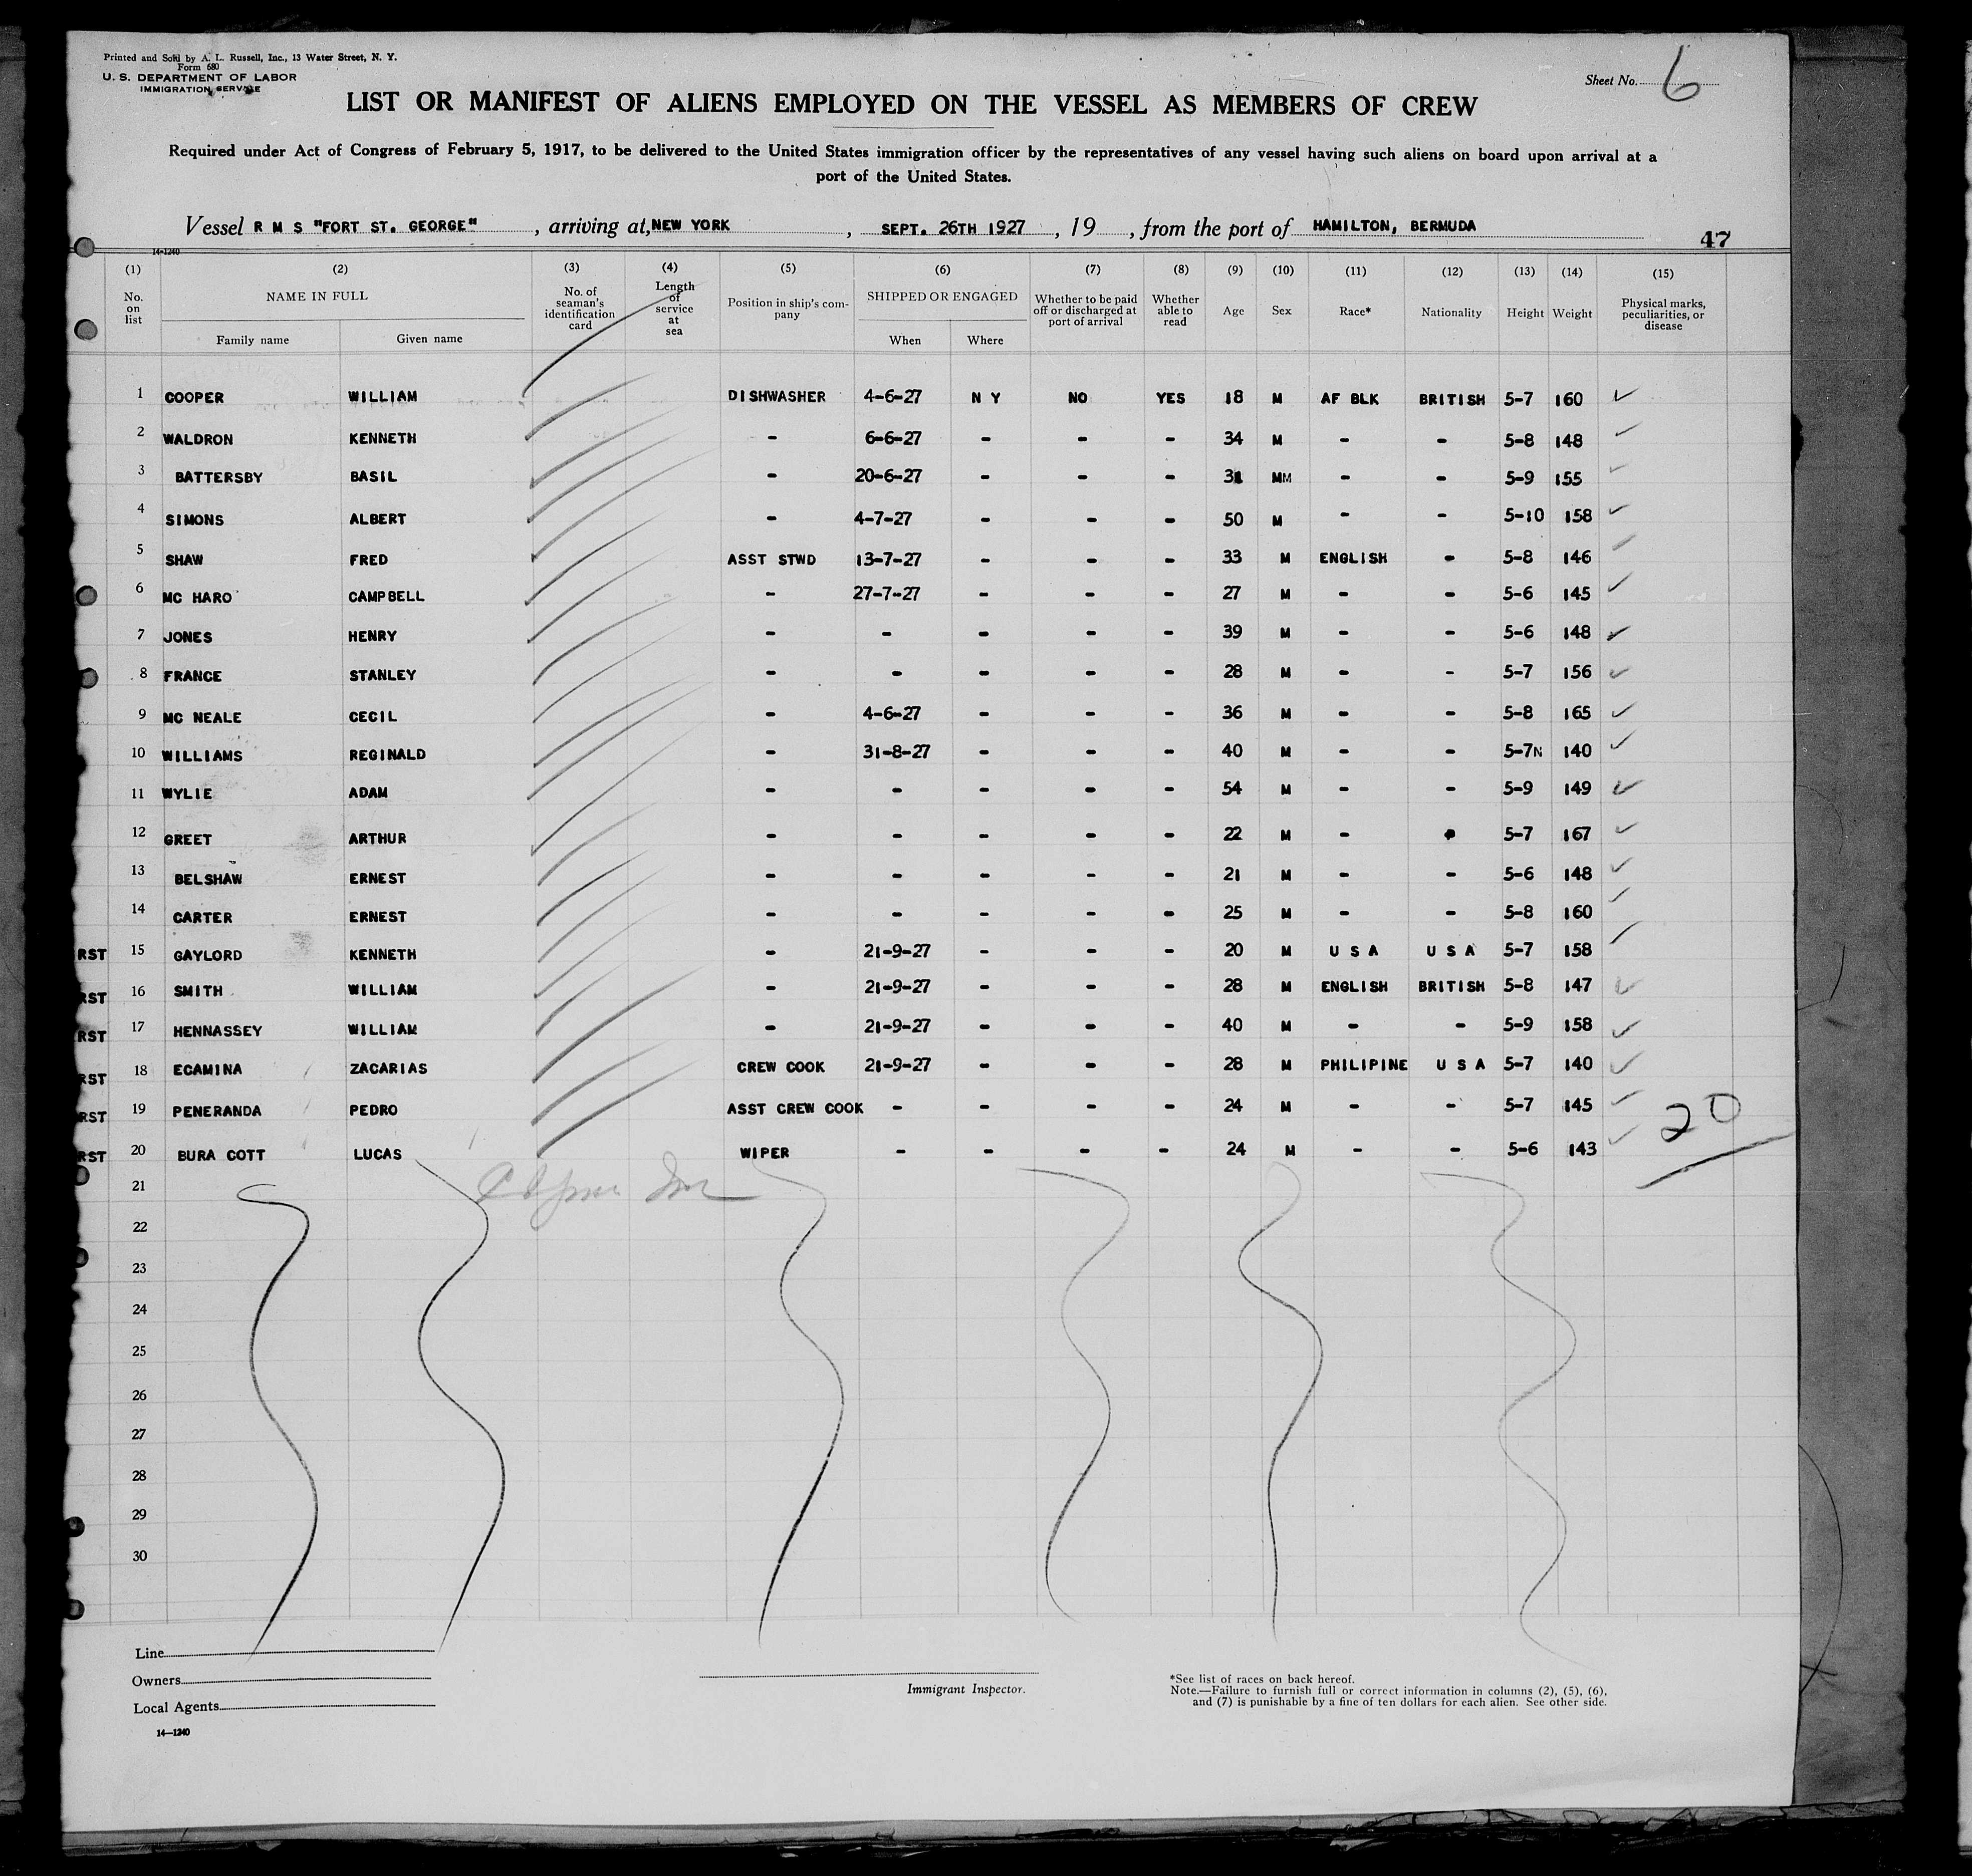 Printed and Sold by A. L. Russell, Inc., 13 Water Street, N. Y.
Form 680
U. S. DEPARTMENT OF LABOR
IMMIGRATION SERVICE
Sheet No. 6
LIST OR MANIFEST OF ALIENS EMPLOYED ON THE VESSEL AS MEMBERS OF CREW
Required under Act of Congress of February 5, 1917, to be delivered to the United States immigration officer by the representatives of any vessel having such aliens on board upon arrival at a
port of the United States.
Vessel R M S "FORT ST. GEORGE" , arriving at, NEW YORK , SEPT. 26TH 1927 , 19 , from the port of HAMILTON, BERMUDA
47
14-1240
(1) (2) (3) (4) (5) (6) (7) (8) (9) (10) (11) (12) (13) (14) (15)
No. on list NAME IN FULL Family name Given name No. of seaman's identification card Length of service at sea Position in ship's company SHIPPED OR ENGAGED When Where Whether to be paid off or discharged at port of arrival Whether able to read Age Sex Race* Nationality Height Weight Physical marks, peculiarities, or disease
1 COOPER WILLIAM DISHWASHER 4-6-27 N Y NO YES 18 M AF BLK BRITISH 5-7 160 ✓
2 WALDRON KENNETH - 6-6-27 - - - 34 M - - 5-8 148 ✓
3 BATTERSBY BASIL - 20-6-27 - - - 31 MM - - 5-9 155 ✓
4 SIMONS ALBERT - 4-7-27 - - - 50 M - - 5-10 158 ✓
5 SHAW FRED ASST STWD 13-7-27 - - - 33 M ENGLISH - 5-8 146 ✓
6 MC HARO CAMPBELL - 27-7-27 - - - 27 M - - 5-6 145 ✓
7 JONES HENRY - - - - - 39 M - - 5-6 148 ✓
8 FRANCE STANLEY - - - - - 28 M - - 5-7 156 ✓
9 MC NEALE CECIL - 4-6-27 - - - 36 M - - 5-8 165 ✓
10 WILLIAMS REGINALD - 31-8-27 - - - 40 M - - 5-7N 140 ✓
11 WYLIE ADAM - - - - - 54 M - - 5-9 149 ✓
12 GREET ARTHUR - - - - - 22 M - - 5-7 167 ✓
13 BELSHAW ERNEST - - - - - 21 M - - 5-6 148 ✓
14 CARTER ERNEST - - - - - 25 M - - 5-8 160 ✓
RST 15 GAYLORD KENNETH - 21-9-27 - - - 20 M U S A U S A 5-7 158 ✓
RST 16 SMITH WILLIAM - 21-9-27 - - - 28 M ENGLISH BRITISH 5-8 147 ✓
RST 17 HENNASSEY WILLIAM - 21-9-27 - - - 40 M - - 5-9 158 ✓
RST 18 ECAMINA ZACARIAS CREW COOK 21-9-27 - - - 28 M PHILIPINE U S A 5-7 140 ✓
RST 19 PENERANDA PEDRO ASST CREW COOK - - - - 24 M - - 5-7 145 ✓
RST 20 BURA COTT LUCAS WIPER - - - - 24 M - - 5-6 143 ✓
20
21
22
23
24
25
26
27
28
29
30
Line
Owners
Local Agents
14-1240
Immigrant Inspector.
*See list of races on back hereof.
Note.—Failure to furnish full or correct information in columns (2), (5), (6),
and (7) is punishable by a fine of ten dollars for each alien. See other side.